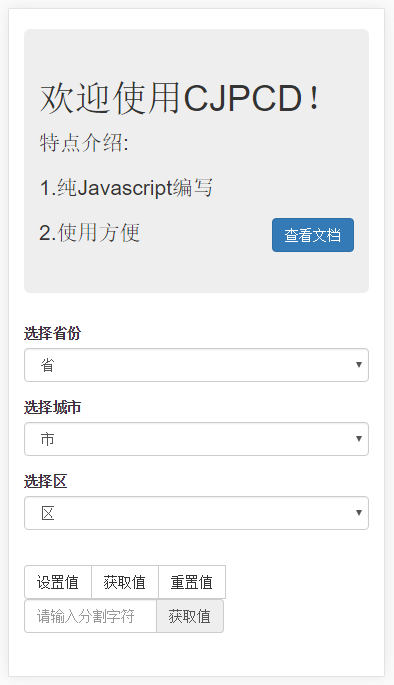 欢迎使用CJPCD！
特点介绍:
1.纯Javascript编写
2.使用方便
查看文档
选择省份
省
选择城市
市
选择区
区
设置值 获取值 重置值
请输入分割字符 获取值